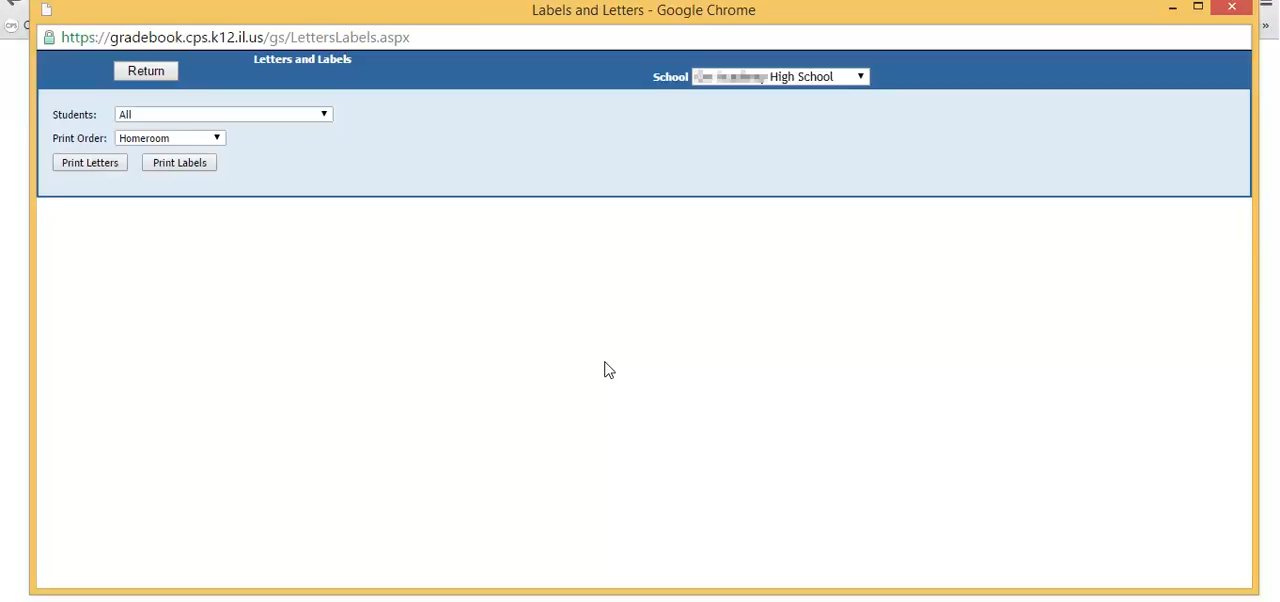 Labels and Letters - Google Chrome
CPS
https://gradebook.cps.k12.il.us/gs/LettersLabels.aspx
»
Return
Letters and Labels
School High School
Students: All
Print Order: Homeroom
Print Letters Print Labels